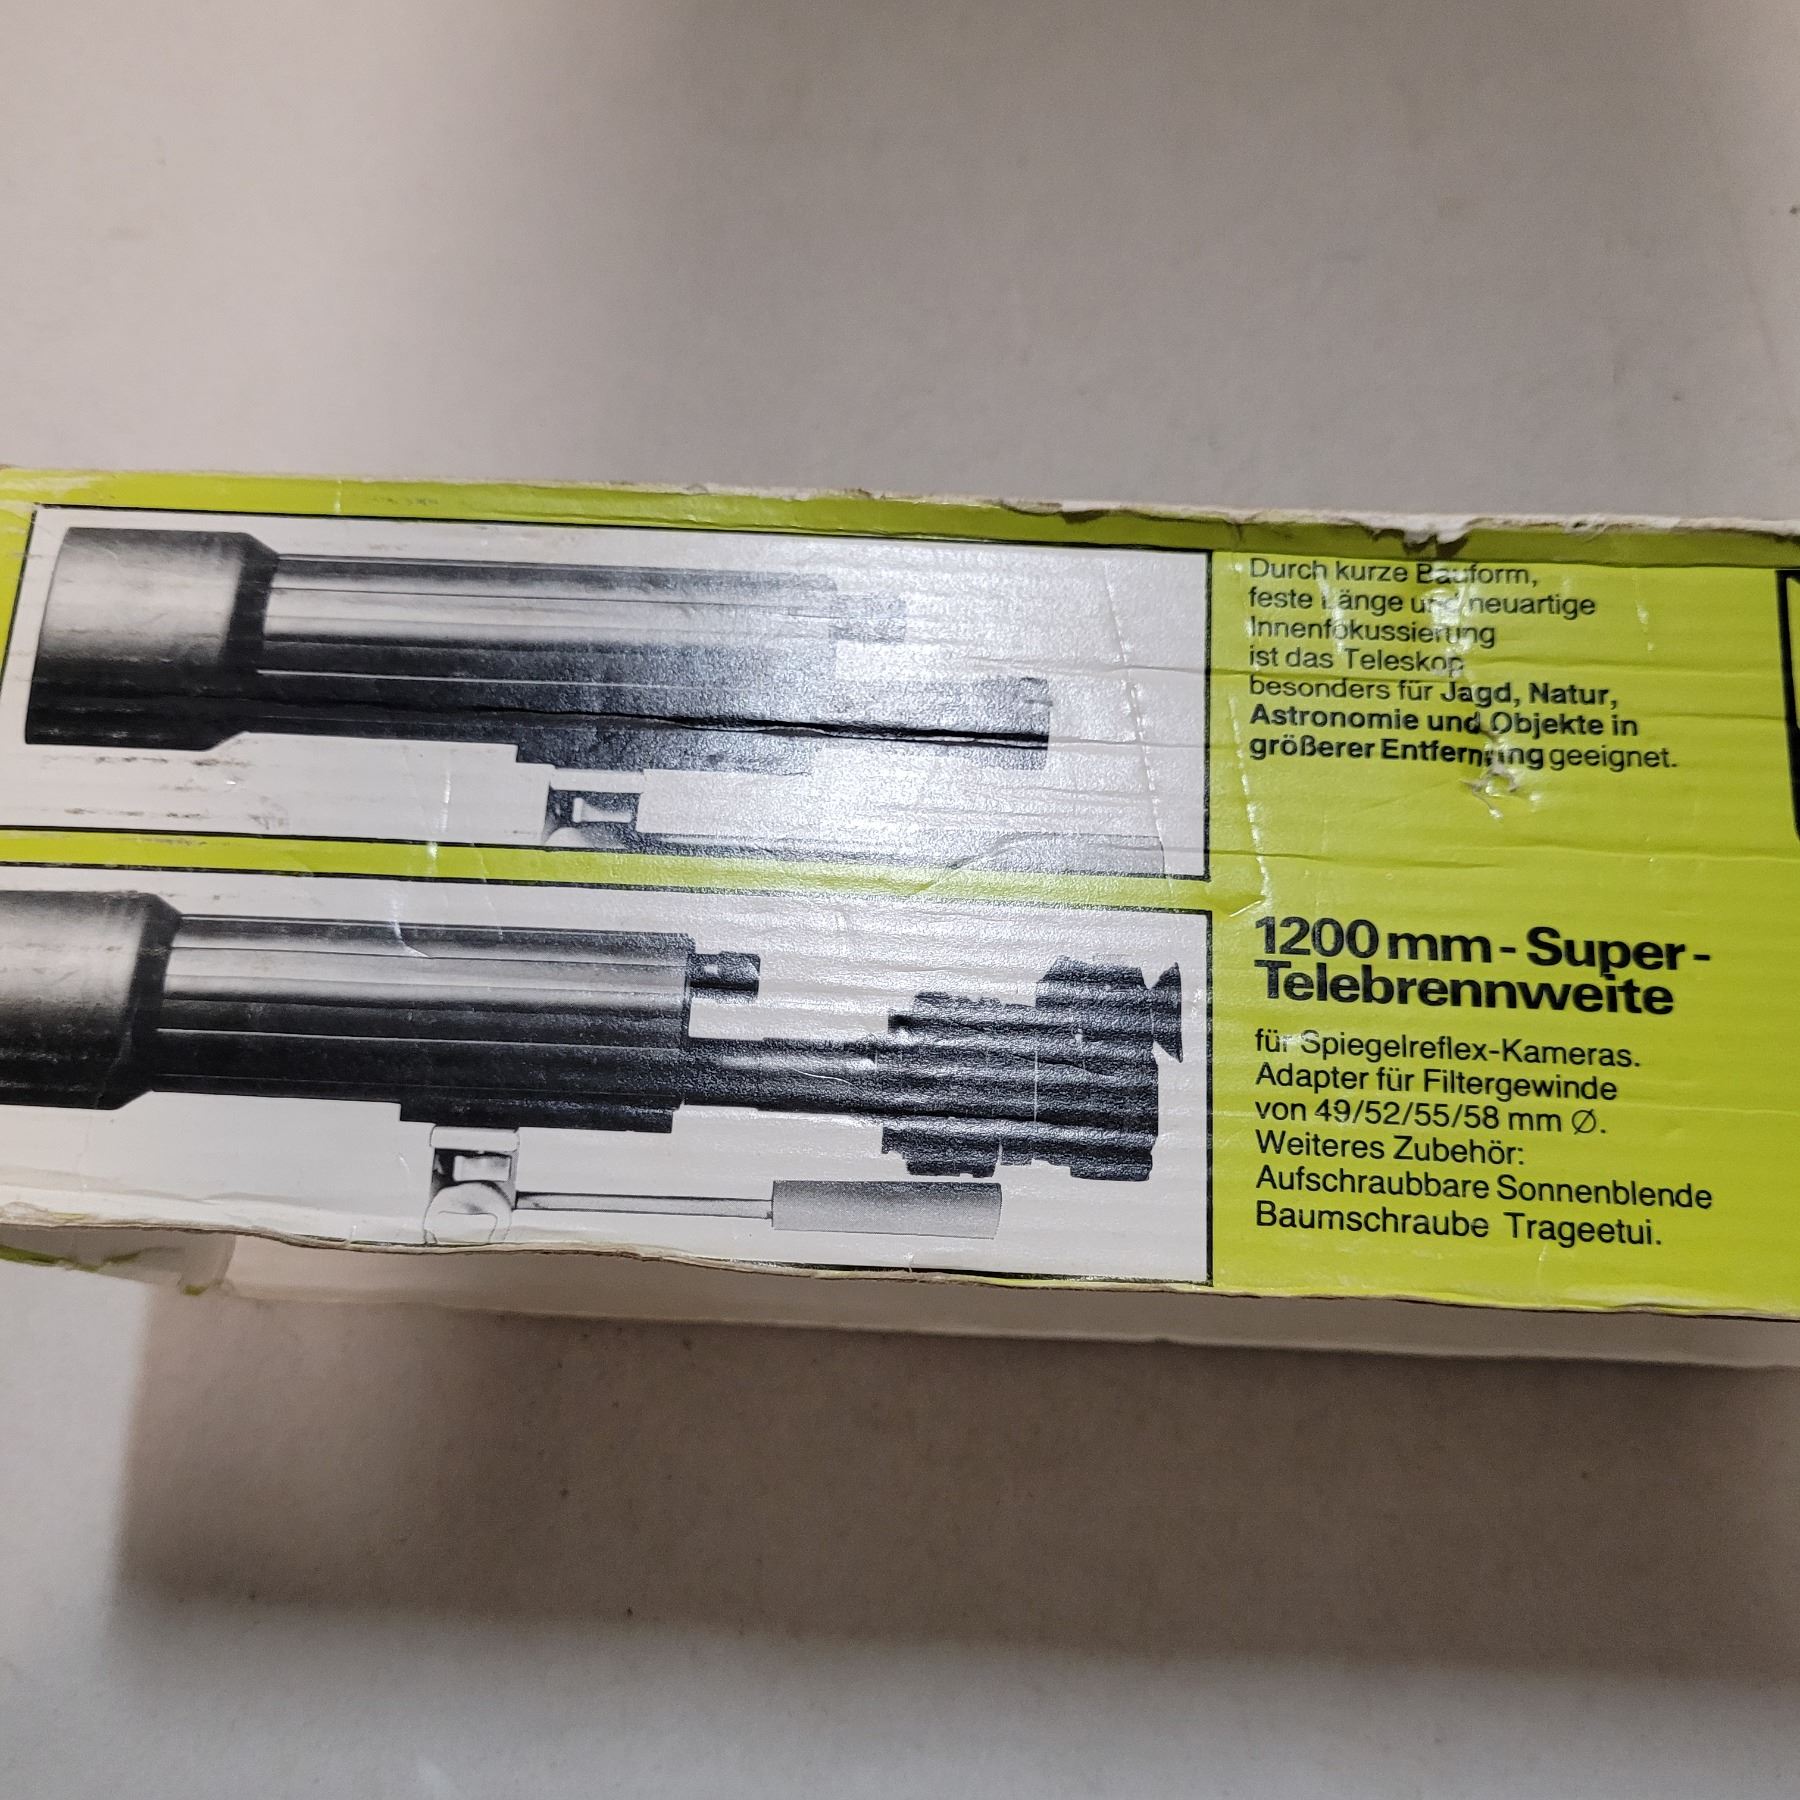 Durch kurze Bauform,
feste Länge und neuartige
Innenfokussierung
ist das Teleskop
besonders für Jagd, Natur,
Astronomie und Objekte in
größerer Entfernung geeignet.
1200 mm - Super -
Telebrennweite
für Spiegelreflex-Kameras.
Adapter für Filtergewinde
von 49/52/55/58 mm Ø.
Weiteres Zubehör:
Aufschraubbare Sonnenblende
Baumschraube Trageetui.